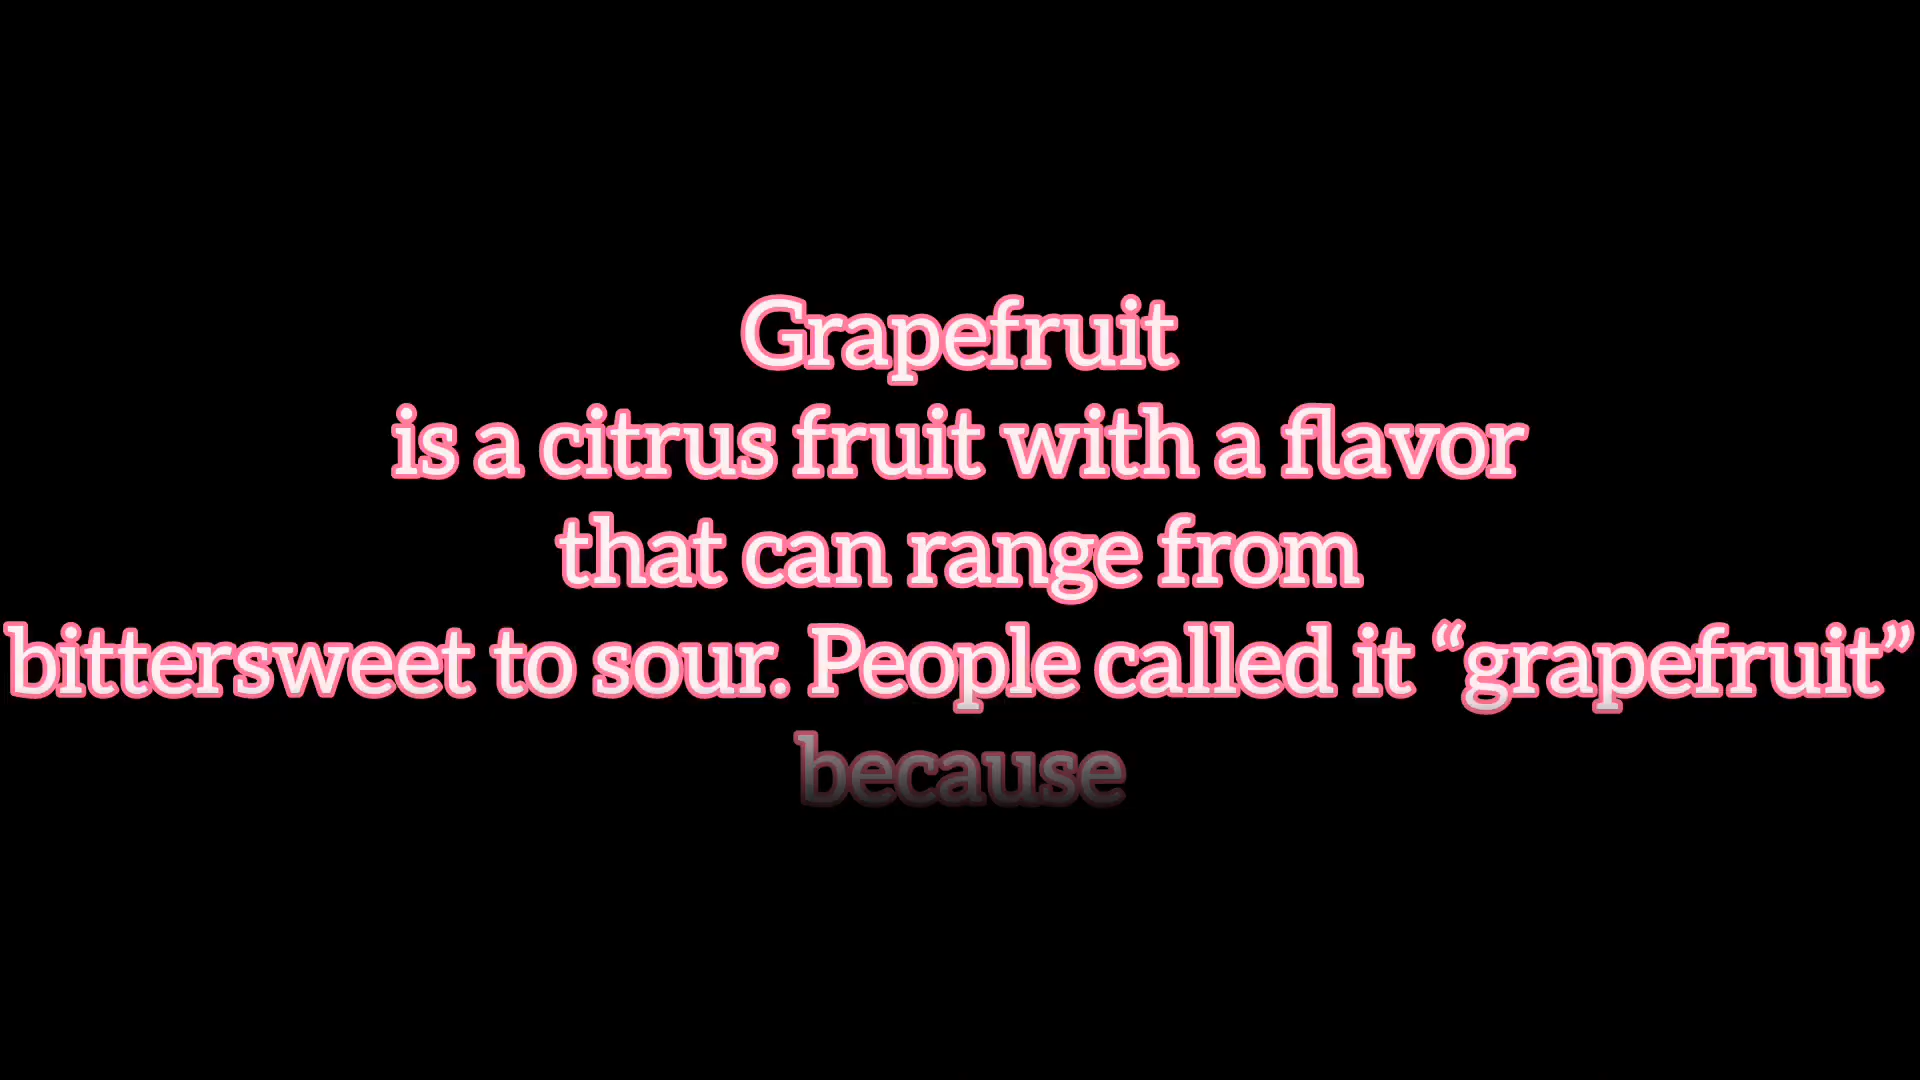 Grapefruit
is a citrus fruit with a flavor
that can range from
bittersweet to sour. People called it “grapefruit”
because